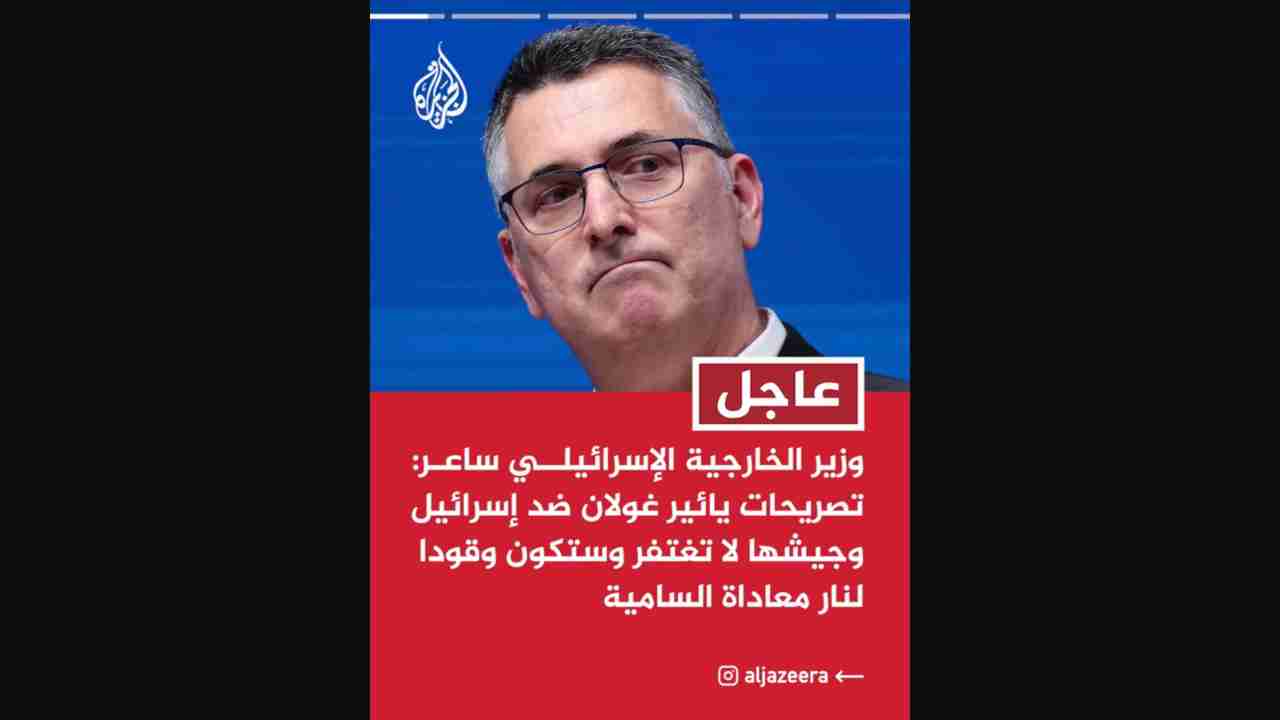 الجزيرة
عاجل
وزير الخارجية الإسرائيلـــي ساعــر:
تصريحات يائير غولان ضد إسرائيل
وجيشها لا تغتفر وستكون وقودا
لنار معاداة السامية
aljazeera